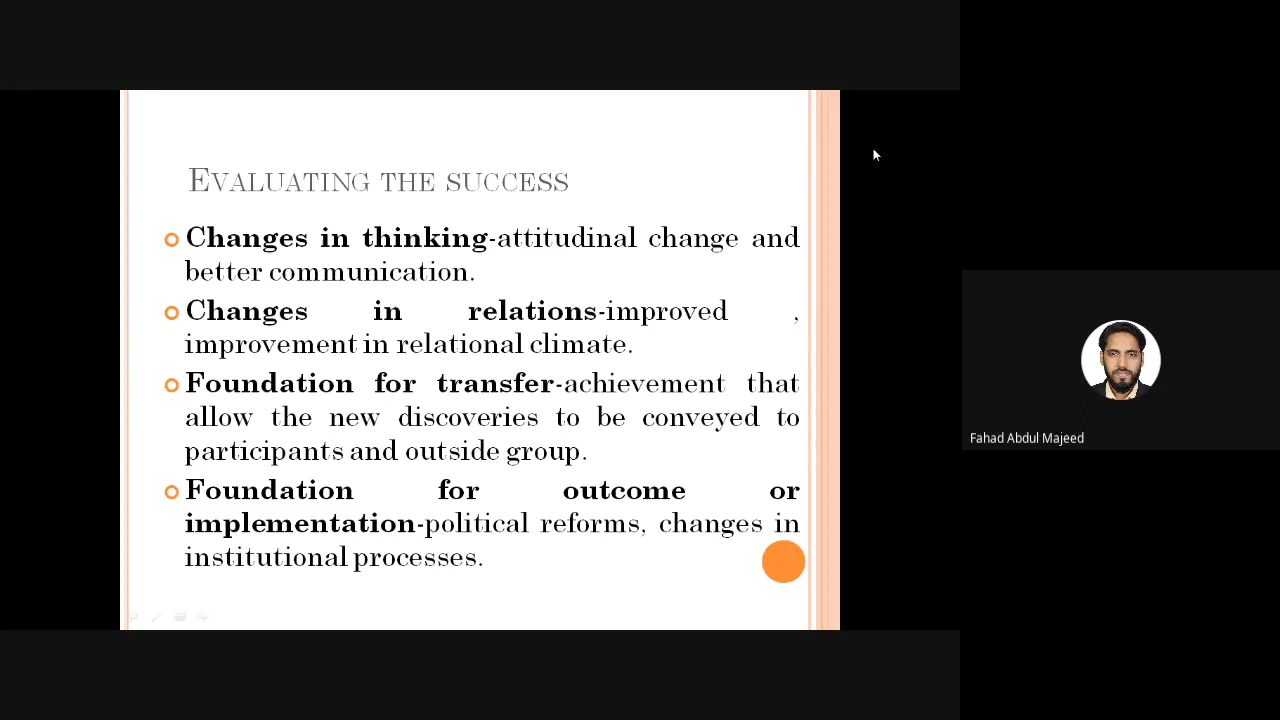 EVALUATING THE SUCCESS
Changes in thinking-attitudinal change and
better communication.
Changes in relations-improved ,
improvement in relational climate.
Foundation for transfer-achievement that
allow the new discoveries to be conveyed to
participants and outside group.
Foundation for outcome or
implementation-political reforms, changes in
institutional processes.
Fahad Abdul Majeed